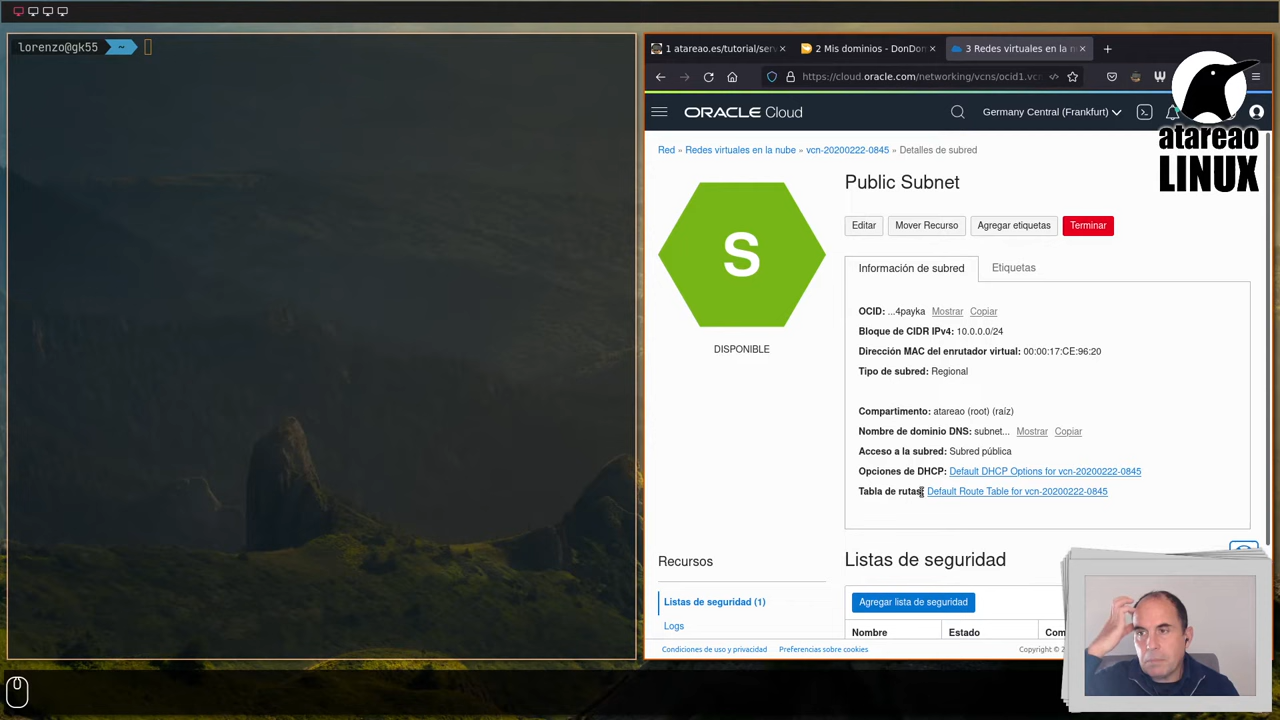 lorenzo@gk55 ~
1 atareao.es/tutorial/serv
2 Mis dominios - DonDon
3 Redes virtuales en la n
https://cloud.oracle.com/networking/vcns/ocid1.vcn
ORACLE Cloud
Germany Central (Frankfurt)
atareao
LINUX
Red » Redes virtuales en la nube » vcn-20200222-0845 » Detalles de subred
S
DISPONIBLE
Public Subnet
Editar
Mover Recurso
Agregar etiquetas
Terminar
Información de subred
Etiquetas
OCID: ...4payka Mostrar Copiar
Bloque de CIDR IPv4: 10.0.0.0/24
Dirección MAC del enrutador virtual: 00:00:17:CE:96:20
Tipo de subred: Regional
Compartimento: atareao (root) (raíz)
Nombre de dominio DNS: subnet... Mostrar Copiar
Acceso a la subred: Subred pública
Opciones de DHCP: Default DHCP Options for vcn-20200222-0845
Tabla de rutas: Default Route Table for vcn-20200222-0845
Recursos
Listas de seguridad (1)
Logs
Listas de seguridad
Agregar lista de seguridad
Nombre
Estado
Com
Condiciones de uso y privacidad
Preferencias sobre cookies
Copyright © 2